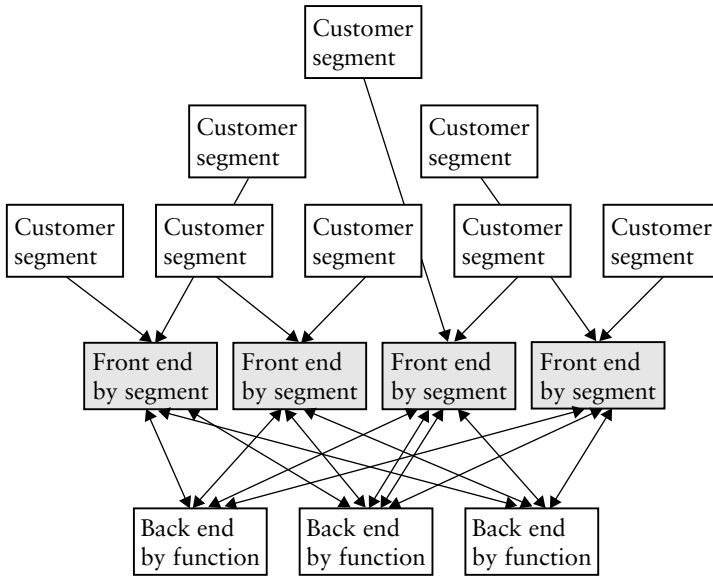 Customer
segment
Customer
segment
Customer
segment
Customer
segment
Customer
segment
Customer
segment
Customer
segment
Customer
segment
Front end
by segment
Front end
by segment
Front end
by segment
Front end
by segment
Back end
by function
Back end
by function
Back end
by function